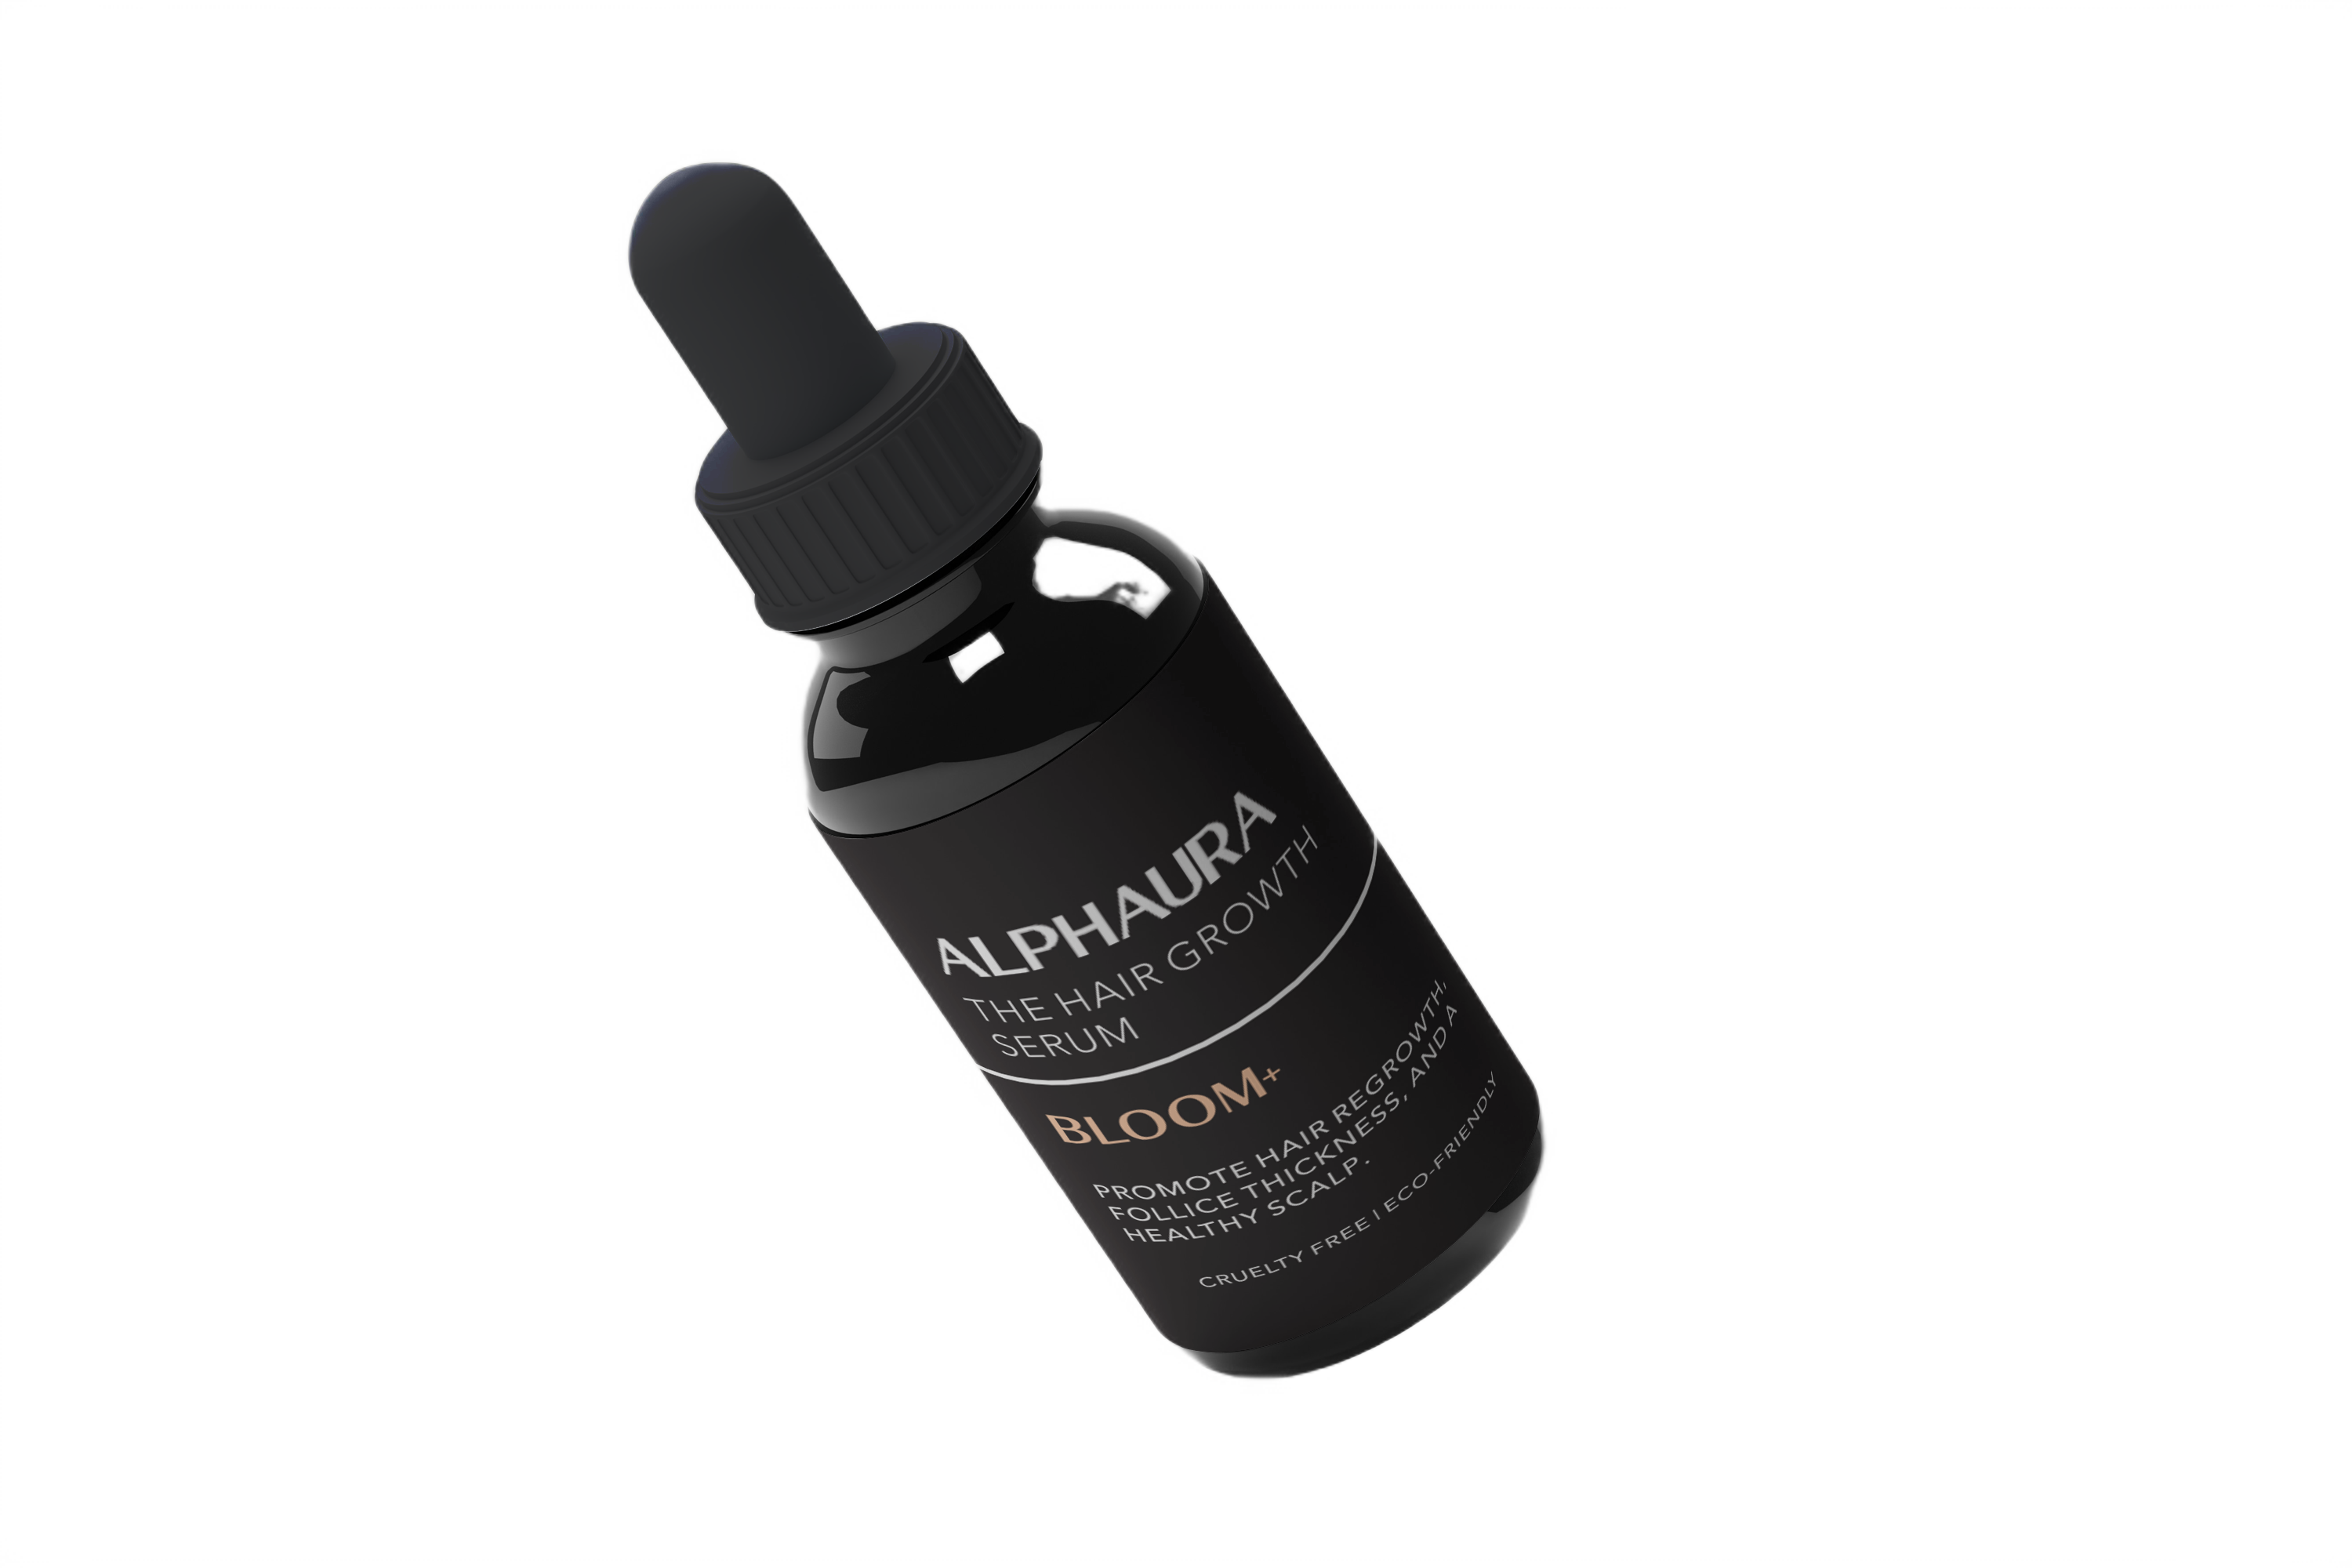 ALPHAURA
THE HAIR GROWTH
SERUM
BLOOM+
PROMOTE HAIR REGROWTH,
FOLLICE THICKNESS, AND A
HEALTHY SCALP.
CRUELTY FREE | ECO-FRIENDLY